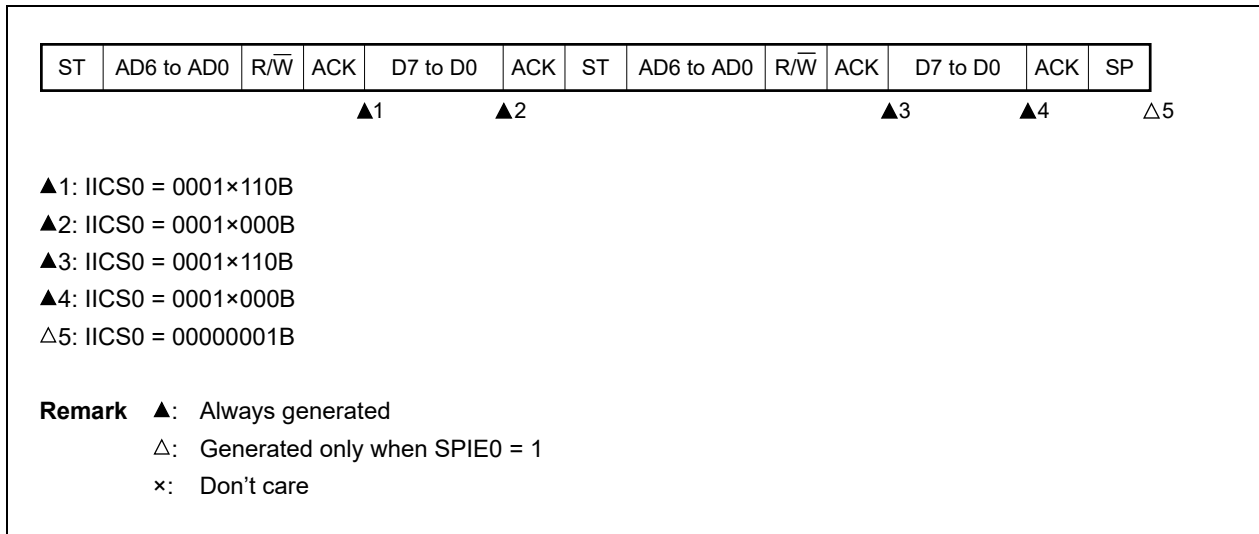 ST AD6 to AD0 R/W̅ ACK D7 to D0 ACK ST AD6 to AD0 R/W̅ ACK D7 to D0 ACK SP
▲1 ▲2 ▲3 ▲4 △5
▲1: IICS0 = 0001×110B
▲2: IICS0 = 0001×000B
▲3: IICS0 = 0001×110B
▲4: IICS0 = 0001×000B
△5: IICS0 = 00000001B
Remark ▲: Always generated
△: Generated only when SPIE0 = 1
×: Don't care